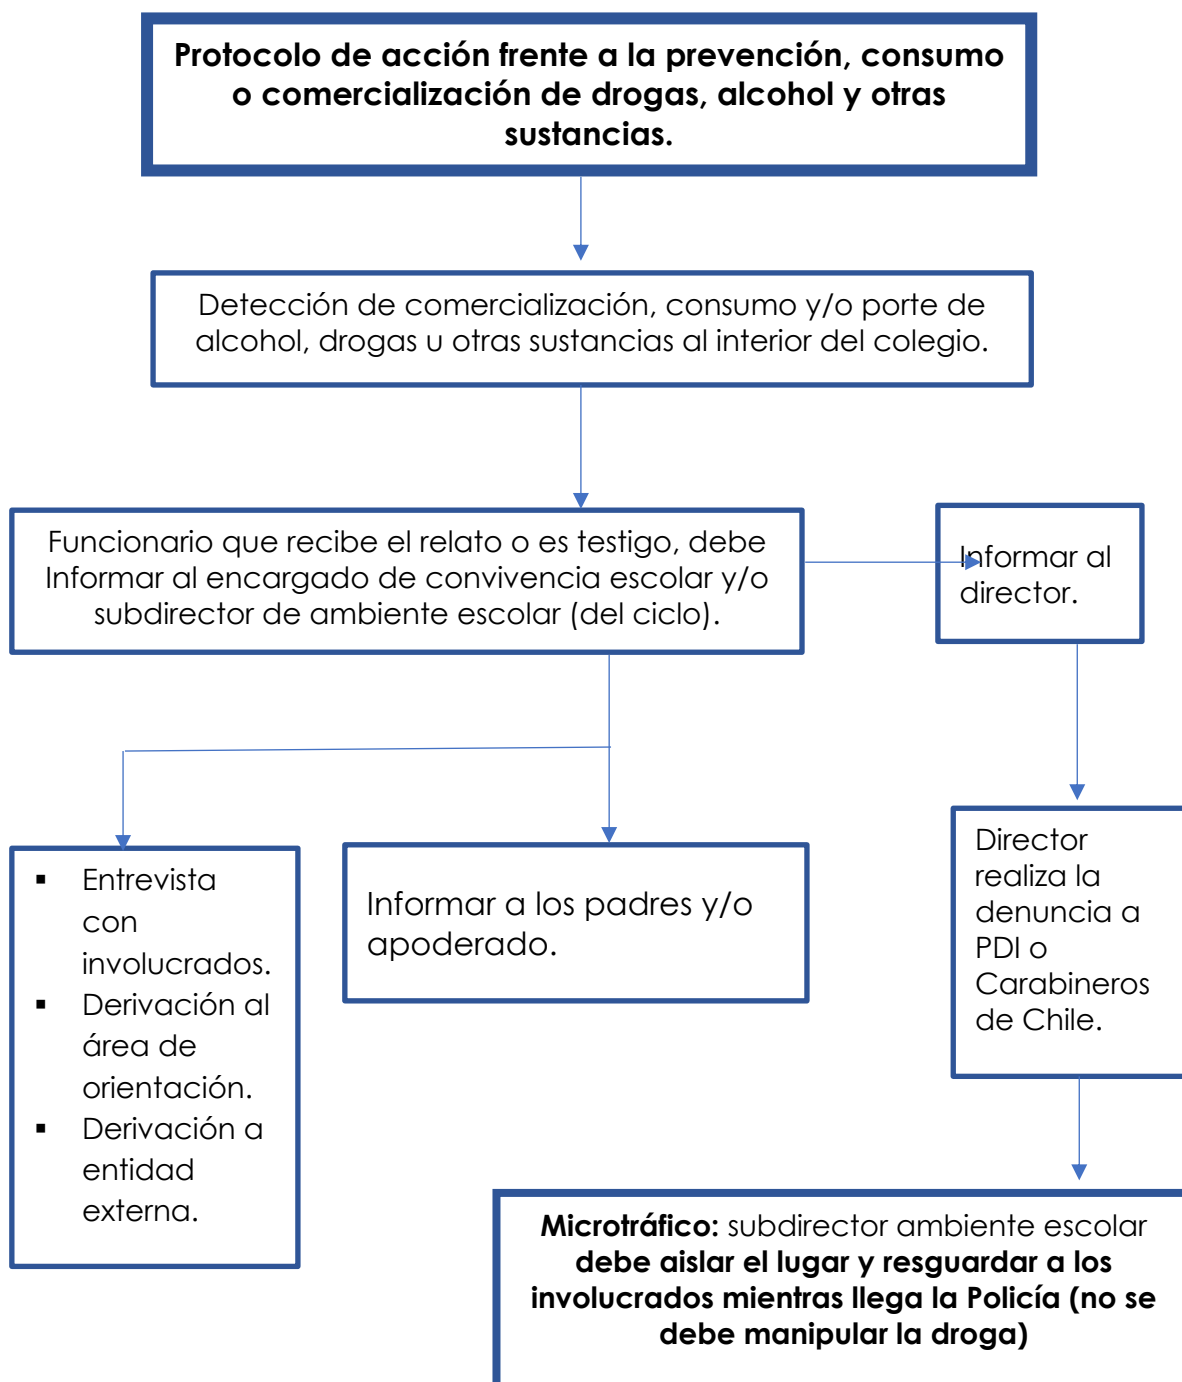 Protocolo de acción frente a la prevención, consumo
o comercialización de drogas, alcohol y otras
sustancias.
Detección de comercialización, consumo y/o porte de
alcohol, drogas u otras sustancias al interior del colegio.
Funcionario que recibe el relato o es testigo, debe
Informar al encargado de convivencia escolar y/o
subdirector de ambiente escolar (del ciclo).
Informar al
director.
▪ Entrevista
con
involucrados.
▪ Derivación al
área de
orientación.
▪ Derivación a
entidad
externa.
Informar a los padres y/o
apoderado.
Director
realiza la
denuncia a
PDI o
Carabineros
de Chile.
Microtráfico: subdirector ambiente escolar
debe aislar el lugar y resguardar a los
involucrados mientras llega la Policía (no se
debe manipular la droga)